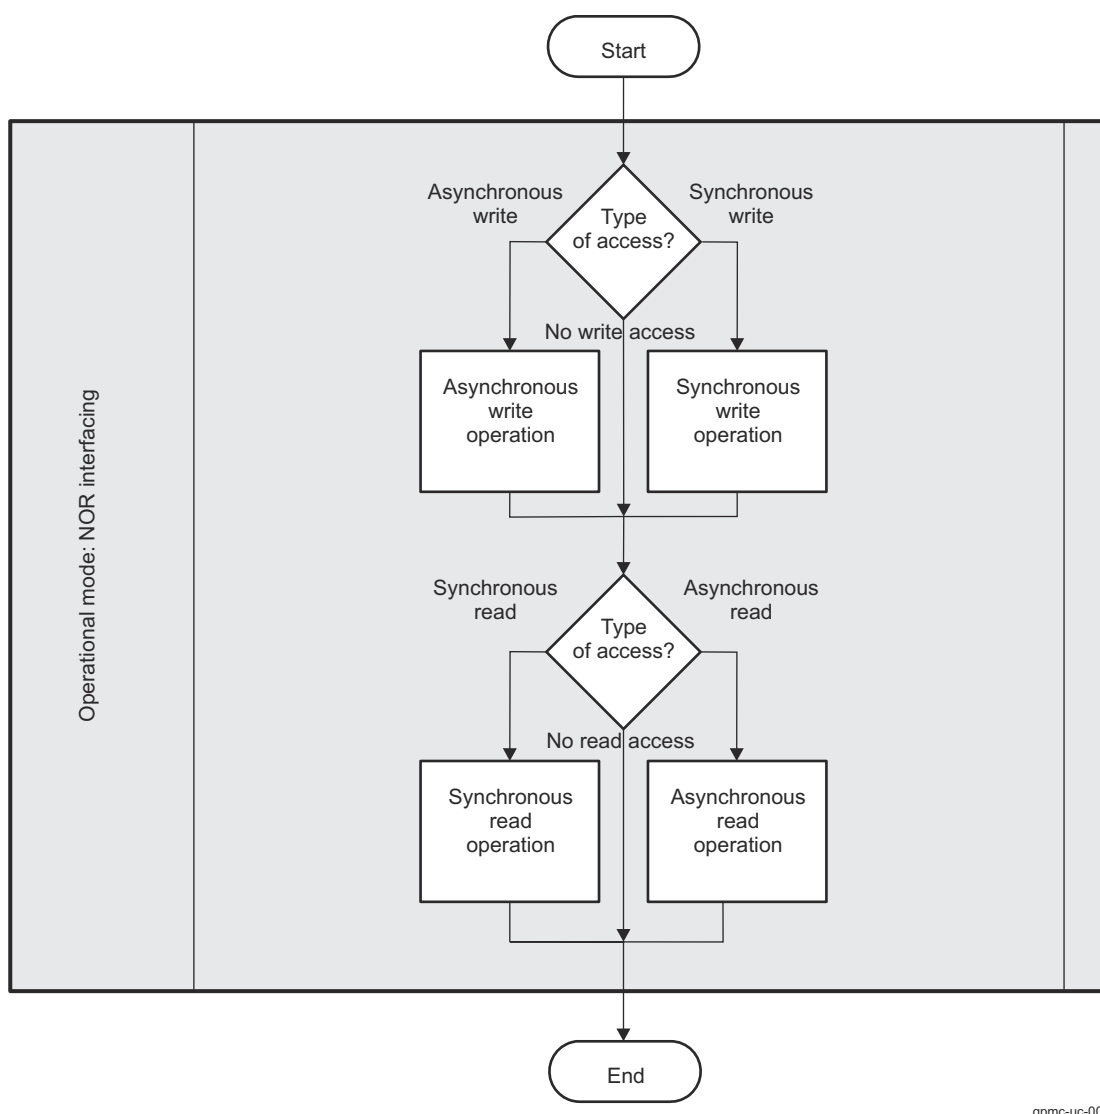 Start
Asynchronous
write
Synchronous
write
Type
of access?
No write access
Asynchronous
write
operation
Synchronous
write
operation
Operational mode: NOR interfacing
Synchronous
read
Asynchronous
read
Type
of access?
No read access
Synchronous
read
operation
Asynchronous
read
operation
End